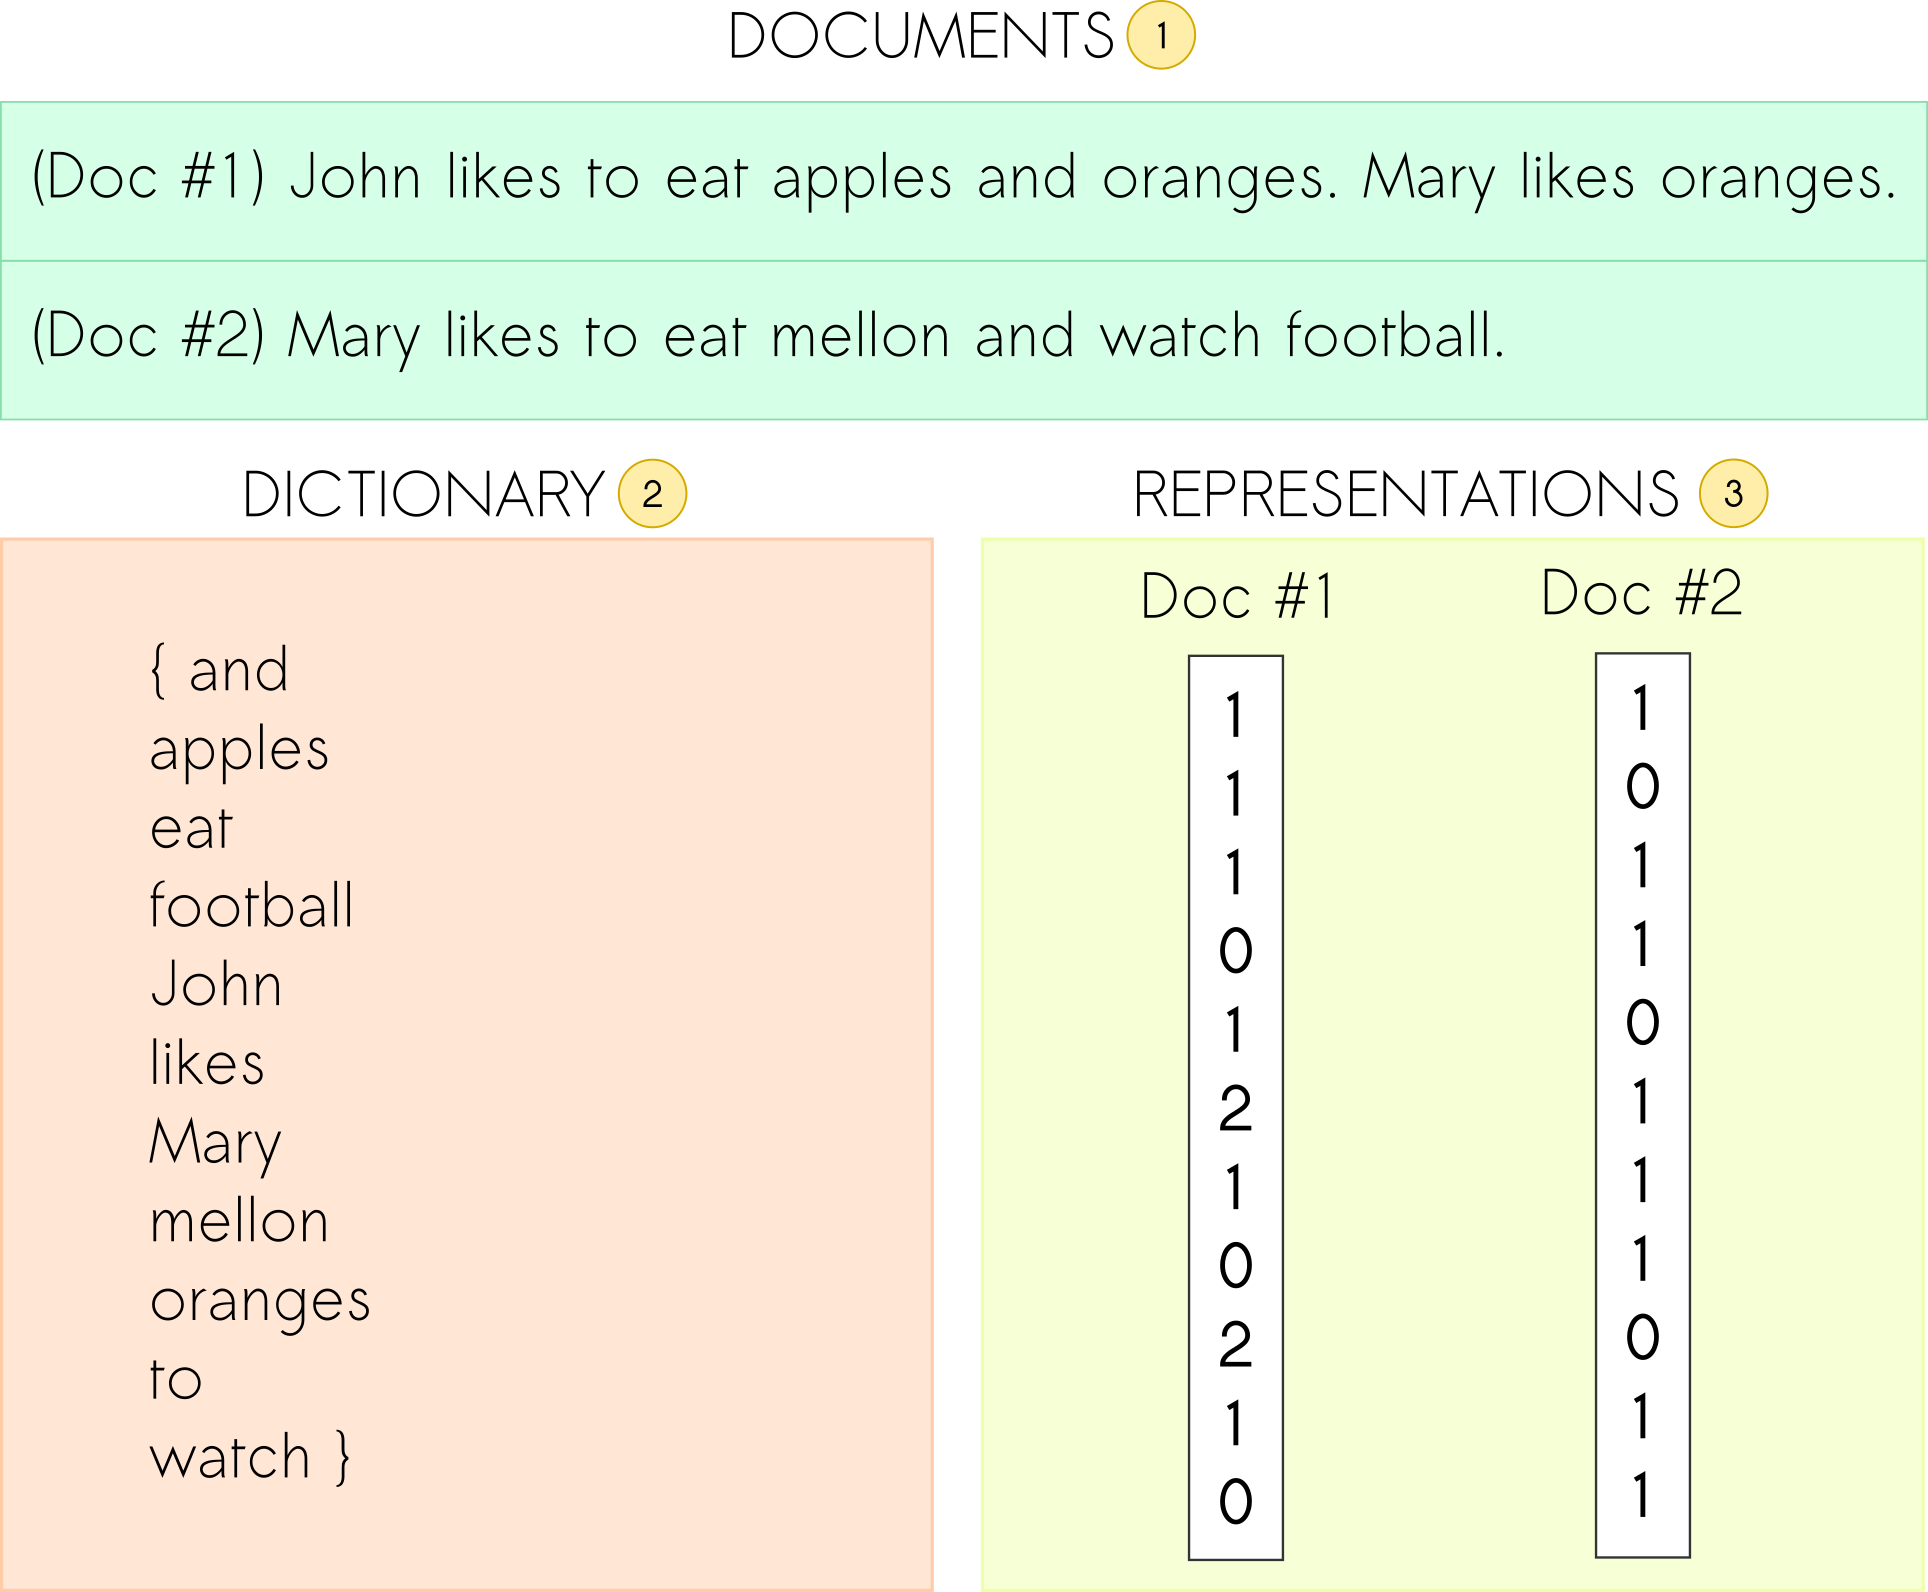 DOCUMENTS 1
(Doc #1) John likes to eat apples and oranges. Mary likes oranges.
(Doc #2) Mary likes to eat mellon and watch football.
DICTIONARY 2
{ and
apples
eat
football
John
likes
Mary
mellon
oranges
to
watch }
REPRESENTATIONS 3
Doc #1
1
1
1
0
1
2
1
0
2
1
0
Doc #2
1
0
1
1
0
1
1
1
0
1
1